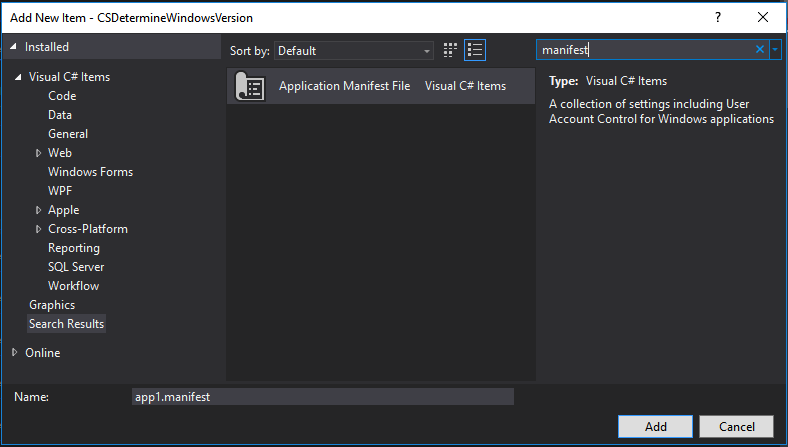 Add New Item - CSDetermineWindowsVersion
?
Installed
Sort by: Default
manifest
Visual C# Items
Code
Data
General
Web
Windows Forms
WPF
Apple
Cross-Platform
Reporting
SQL Server
Workflow
Graphics
Search Results
Online
Application Manifest File Visual C# Items
Type: Visual C# Items
A collection of settings including User
Account Control for Windows applications
Name: app1.manifest
Add Cancel